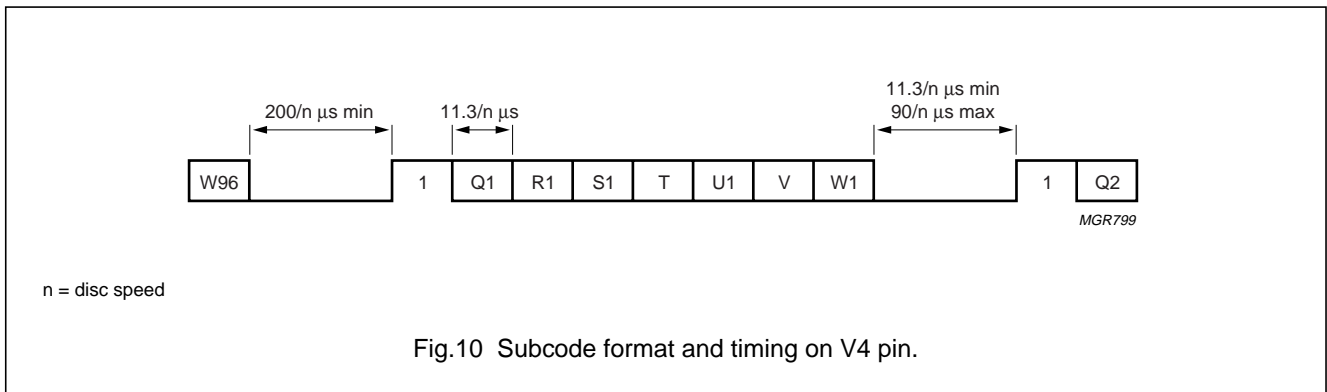 11.3/n μs min
200/n μs min 11.3/n μs 90/n μs max
W96 1 Q1 R1 S1 T U1 V W1 1 Q2
MGR799
n = disc speed
Fig.10 Subcode format and timing on V4 pin.